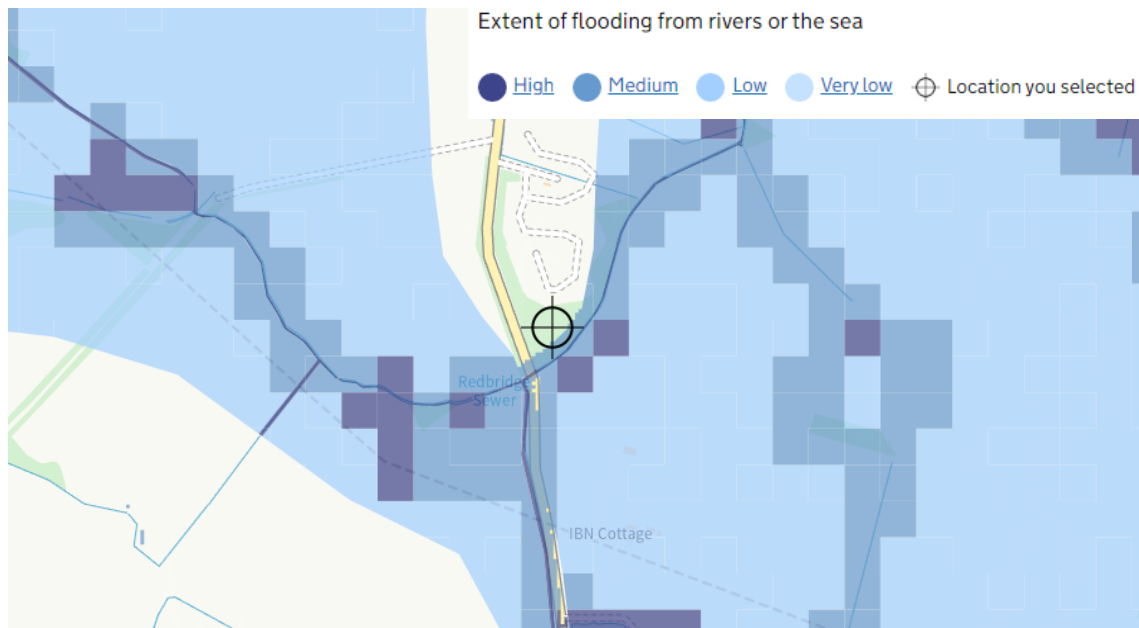 Extent of flooding from rivers or the sea
High Medium Low Very low Location you selected
Redbridge
Sewer
IBN Cottage